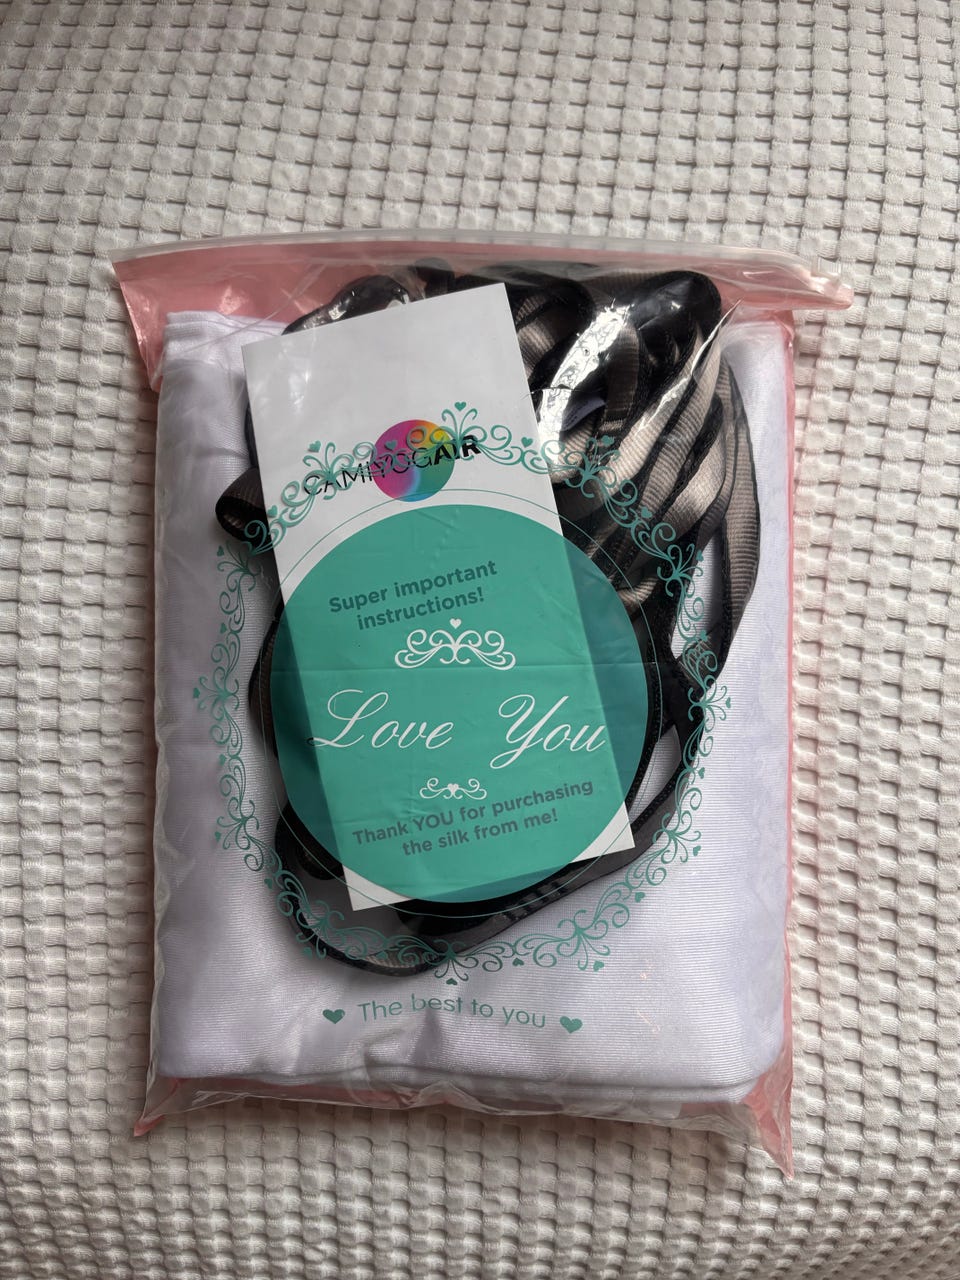 CAMIYOGAIR
Super important
instructions!
Love You
Thank YOU for purchasing
the silk from me!
The best to you